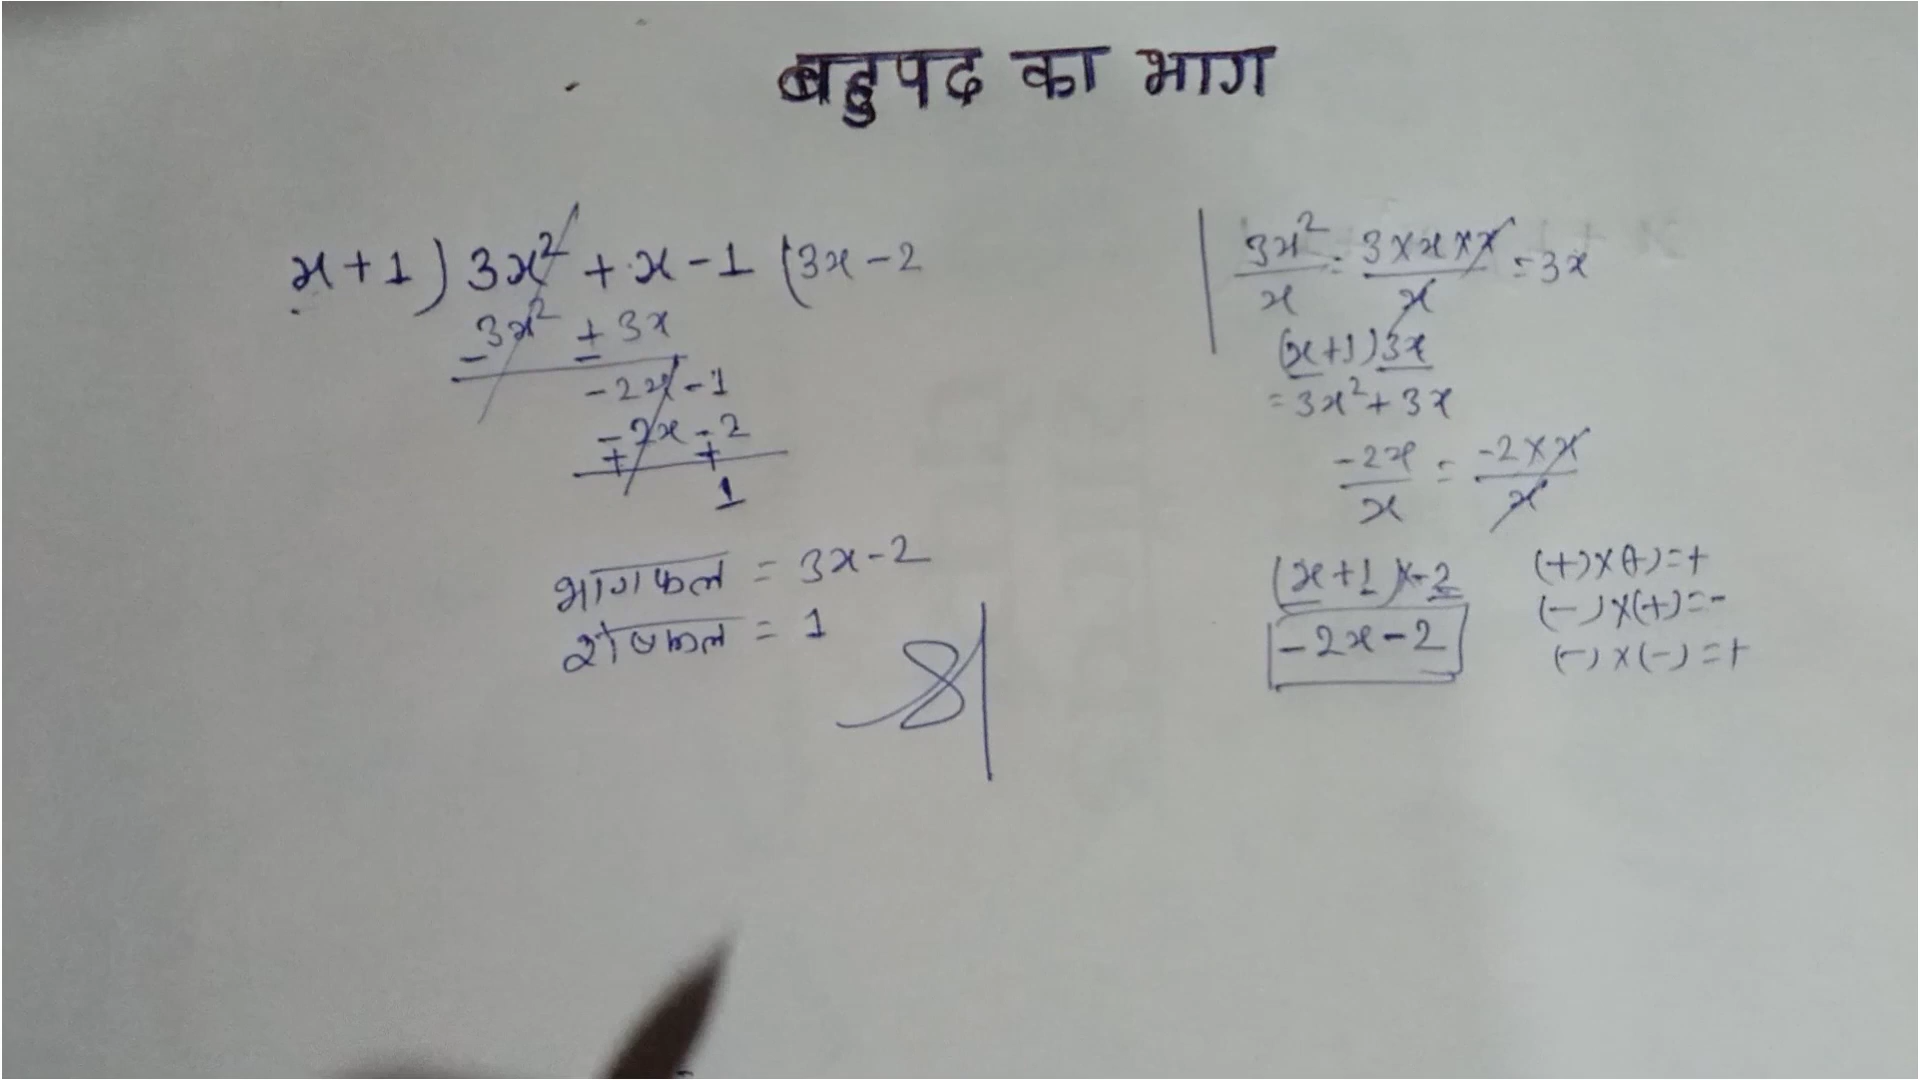 बहुपद का भाग
x+1) 3x² + x - 1 (3x - 2
3x² + 3x
- -
-2x - 1
-2x - 2
+ +
1
भागफल = 3x - 2
शेषफल = 1
3x²/x = 3×x×x/x = 3x
(x+1)3x
= 3x² + 3x
-2x/x = -2×x/x
(x+1)×-2
-2x-2
(+)×(+)=+
(-)×(+)=-
(-)×(-)=+